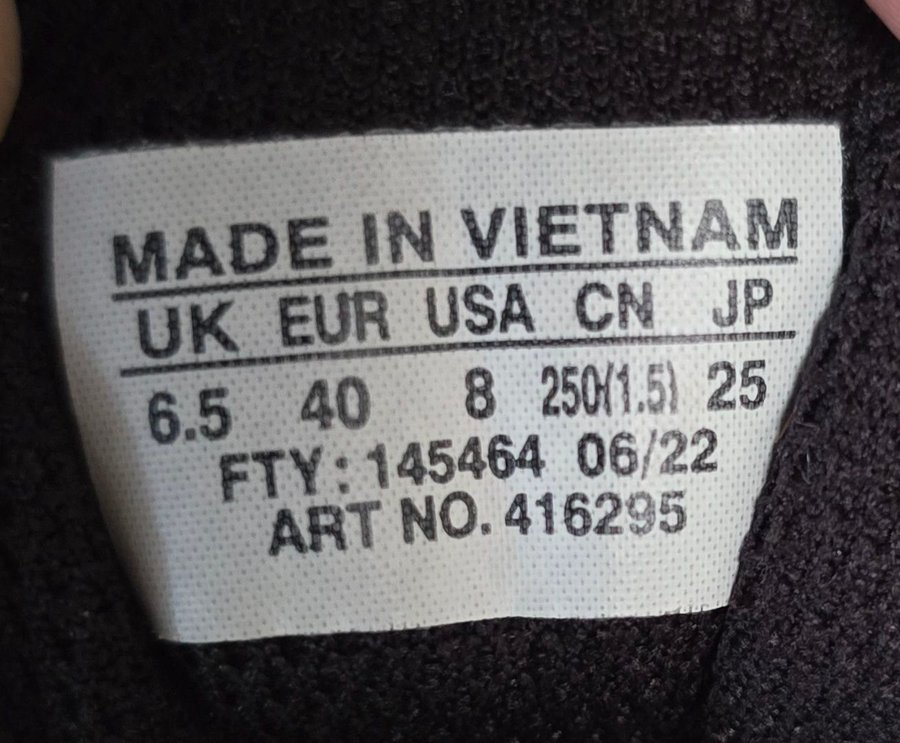 MADE IN VIETNAM
UK EUR USA CN JP
6.5 40 8 250(1.5) 25
FTY: 145464 06/22
ART NO. 416295